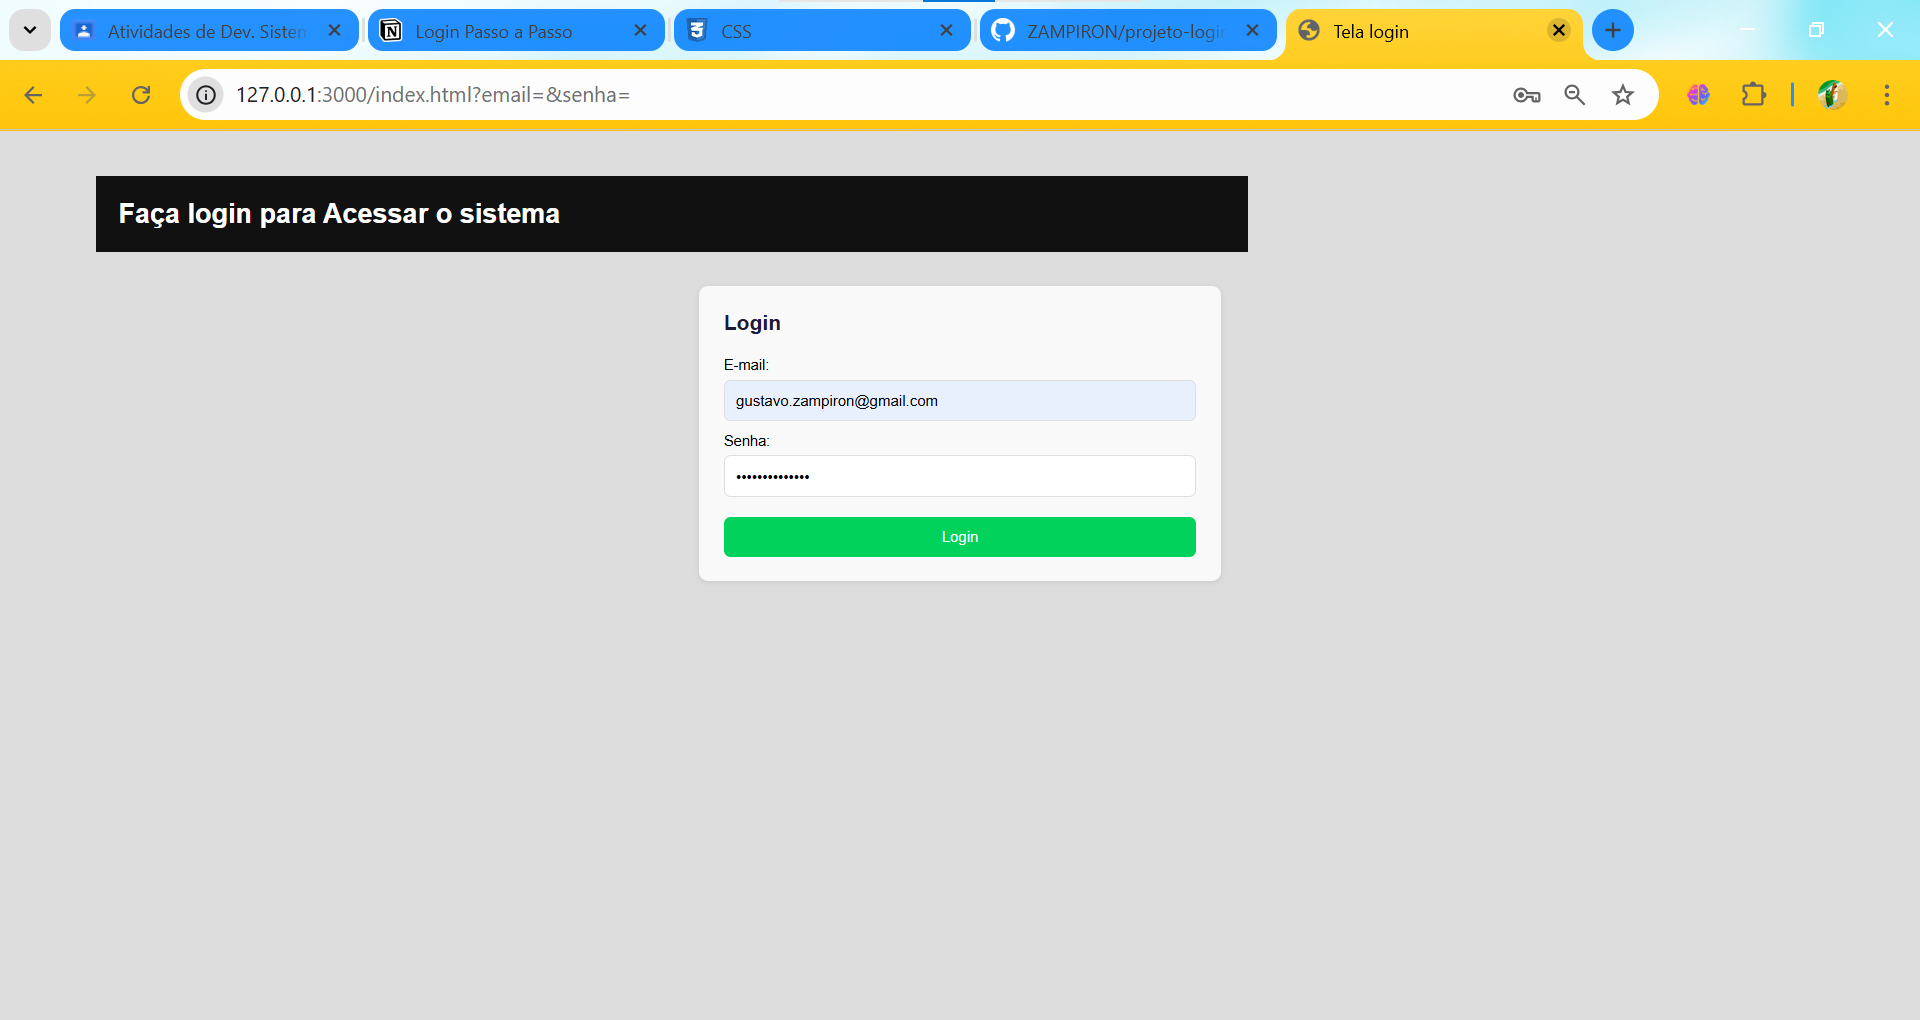 Atividades de Dev. Sisten
Login Passo a Passo
CSS
ZAMPIRON/projeto-login
Tela login
127.0.0.1:3000/index.html?email=&senha=
Faça login para Acessar o sistema
Login
E-mail:
gustavo.zampiron@gmail.com
Senha:
••••••••••••••
Login